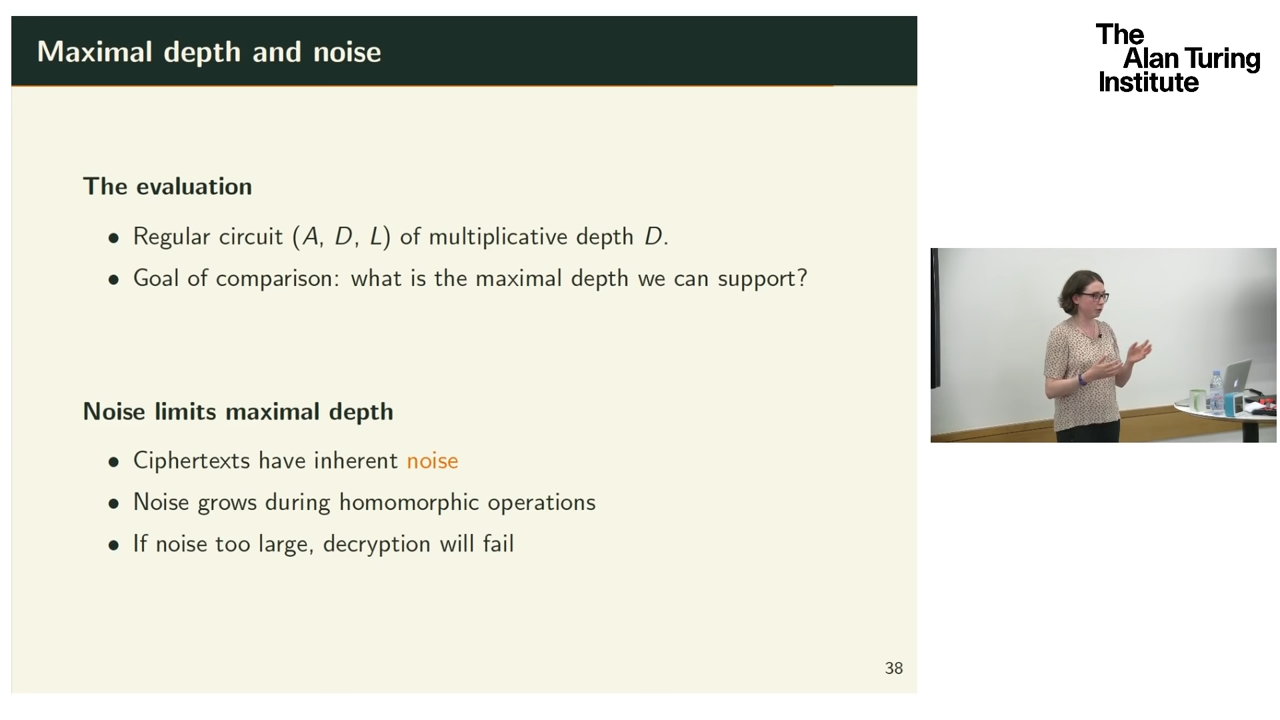 Maximal depth and noise
The
Alan Turing
Institute
The evaluation
• Regular circuit (A, D, L) of multiplicative depth D.
• Goal of comparison: what is the maximal depth we can support?
Noise limits maximal depth
• Ciphertexts have inherent noise
• Noise grows during homomorphic operations
• If noise too large, decryption will fail
38